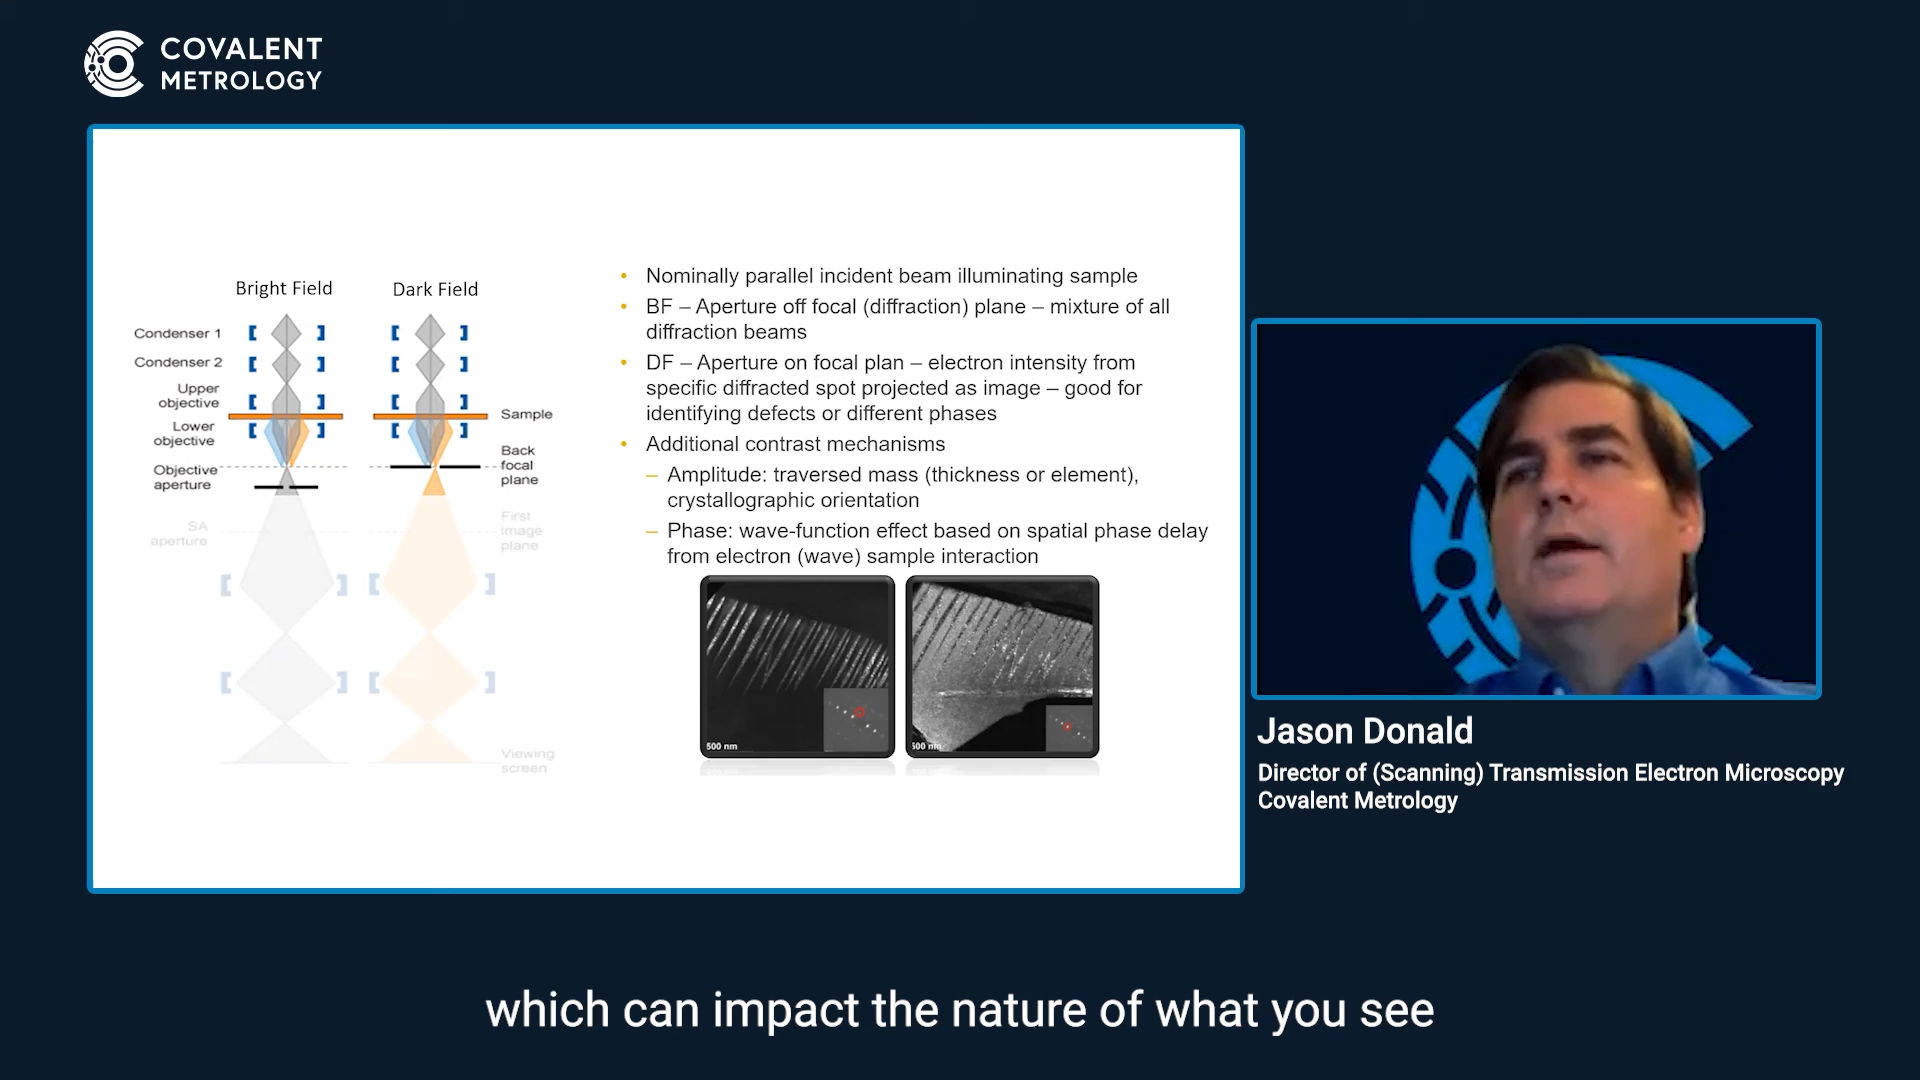 COVALENT
METROLOGY
Bright Field
Dark Field
Condenser 1
Condenser 2
Upper
objective
Lower
objective
Objective
aperture
SA
aperture
Sample
Back
focal
plane
First
image
plane
Viewing
screen
• Nominally parallel incident beam illuminating sample
• BF – Aperture off focal (diffraction) plane – mixture of all
diffraction beams
• DF – Aperture on focal plan – electron intensity from
specific diffracted spot projected as image – good for
identifying defects or different phases
• Additional contrast mechanisms
– Amplitude: traversed mass (thickness or element),
crystallographic orientation
– Phase: wave-function effect based on spatial phase delay
from electron (wave) sample interaction
500 nm
500 nm
Jason Donald
Director of (Scanning) Transmission Electron Microscopy
Covalent Metrology
which can impact the nature of what you see